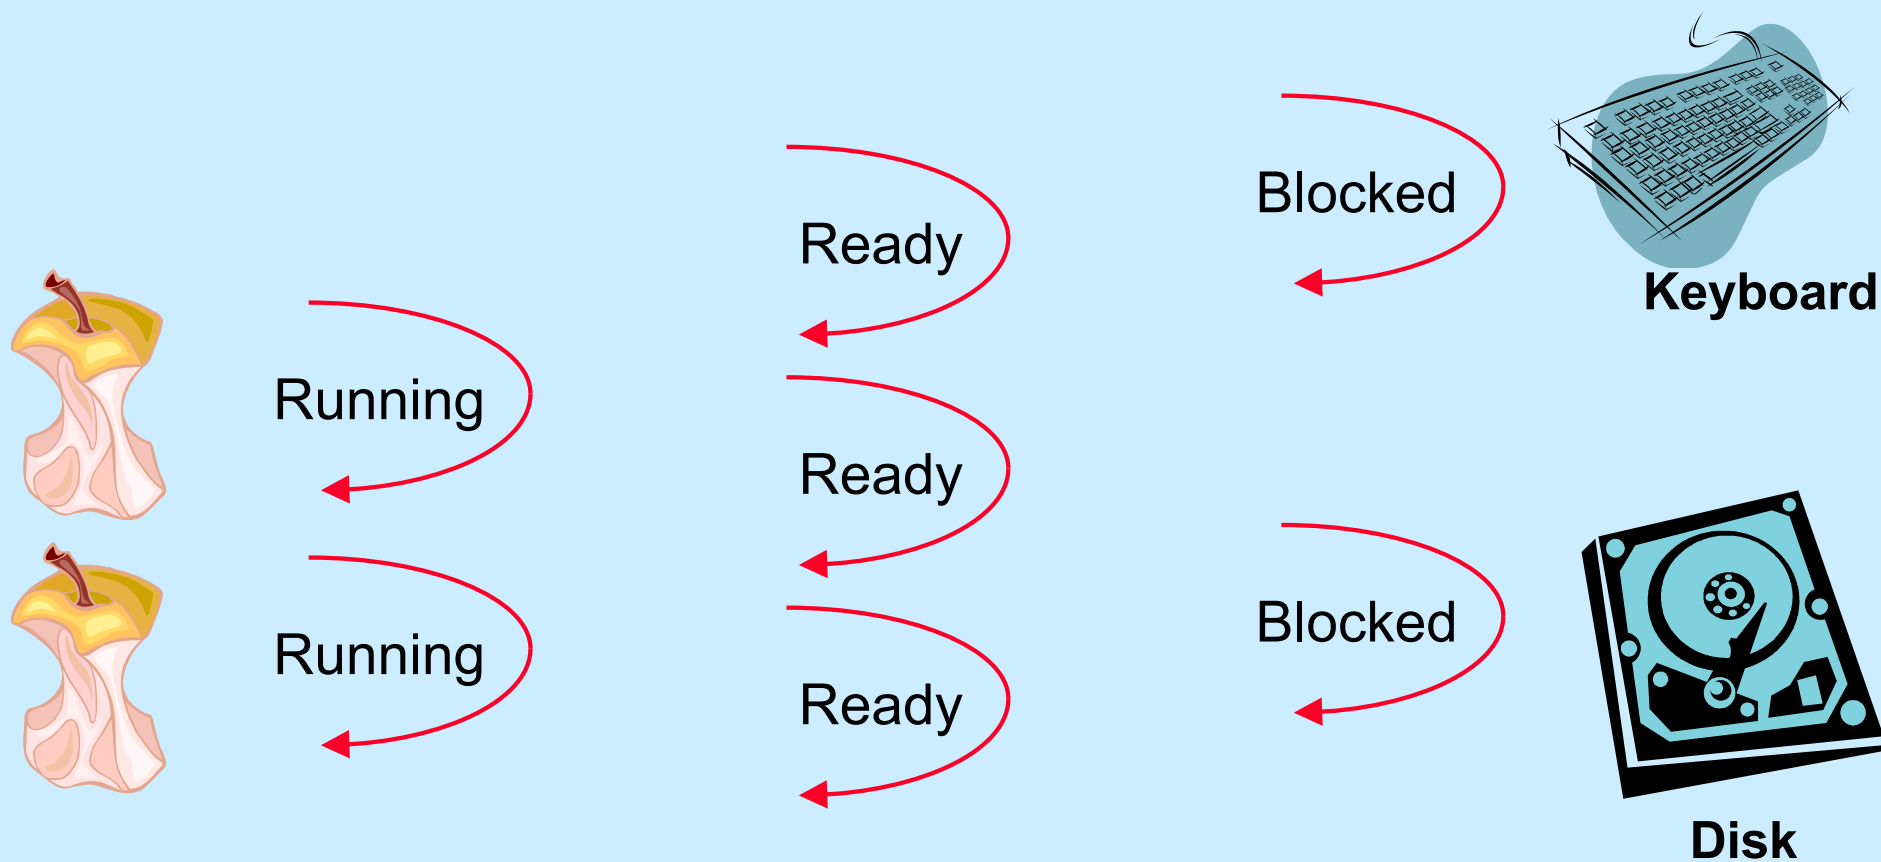 Running
Running
Ready
Ready
Ready
Blocked
Keyboard
Blocked
Disk